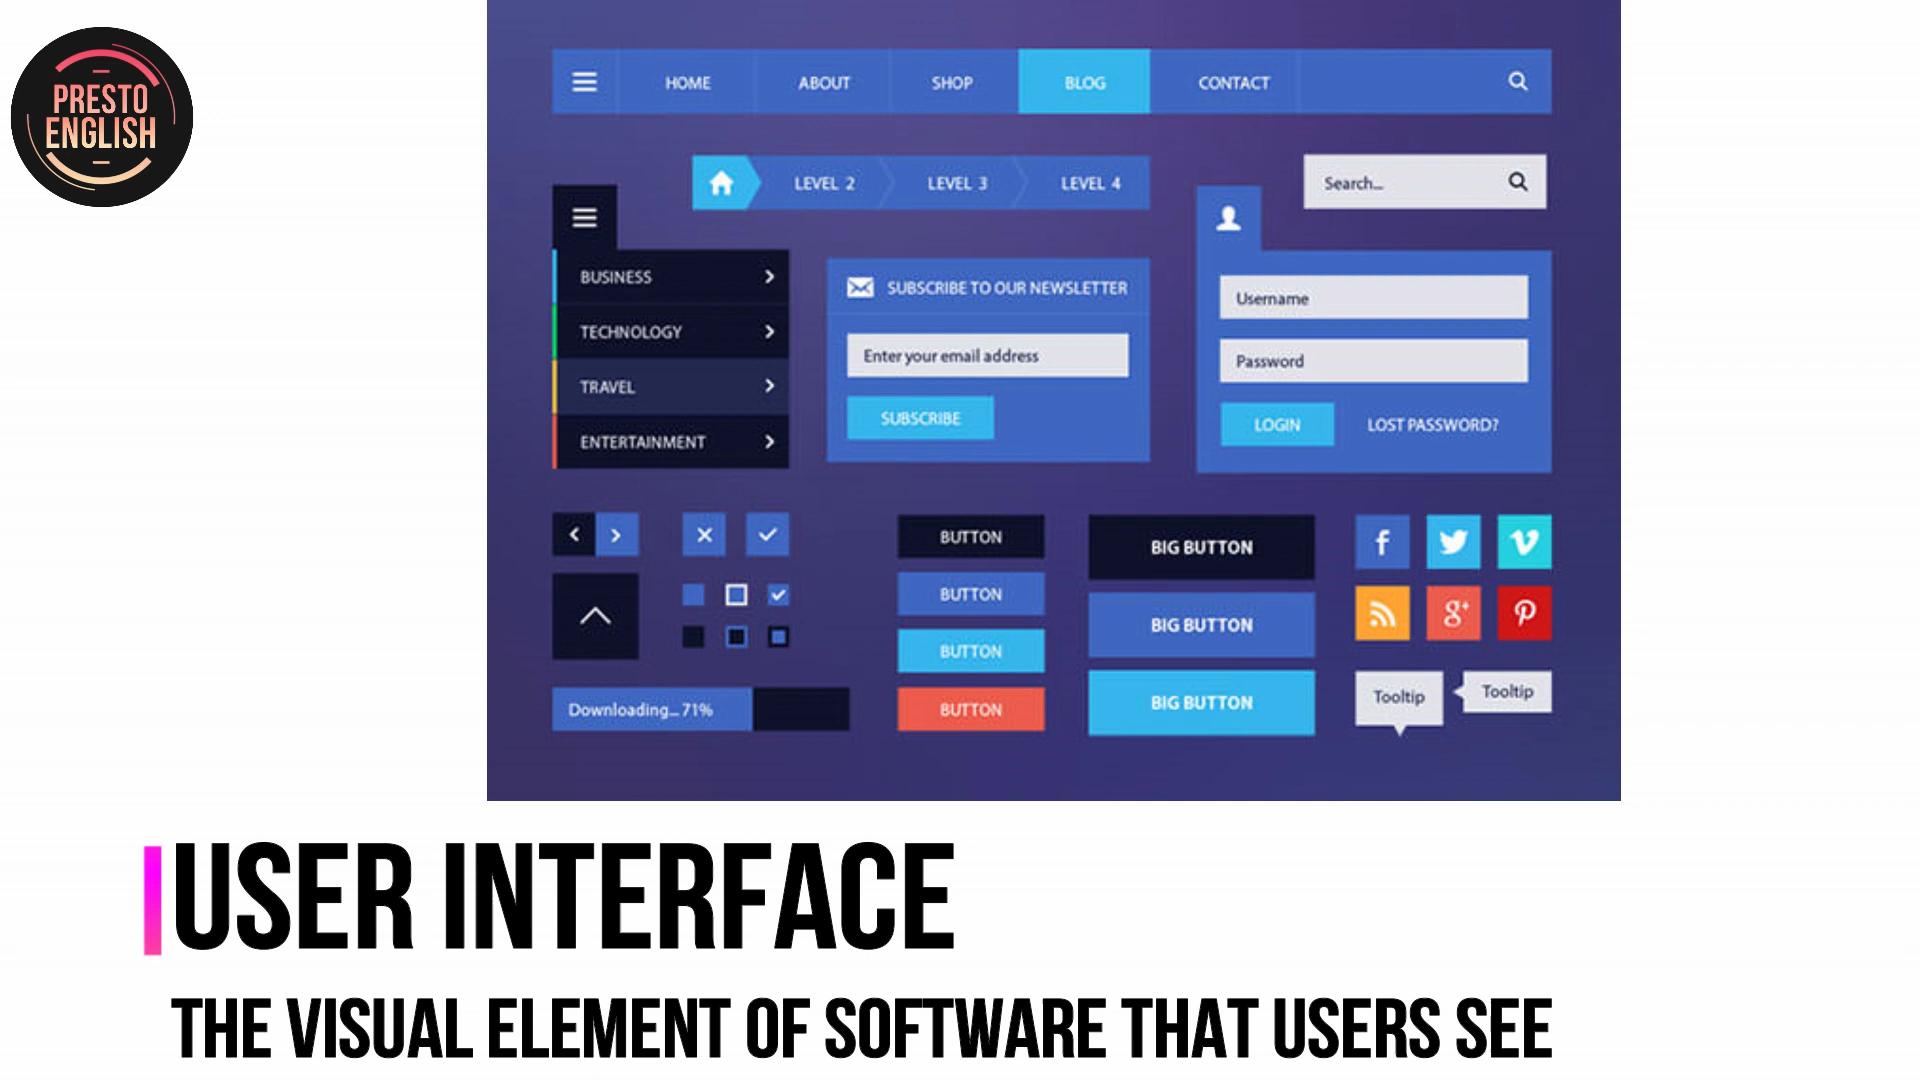 PRESTO
ENGLISH
HOME ABOUT SHOP BLOG CONTACT
LEVEL 2 LEVEL 3 LEVEL 4
Search...
BUSINESS
TECHNOLOGY
TRAVEL
ENTERTAINMENT
SUBSCRIBE TO OUR NEWSLETTER
Enter your email address
SUBSCRIBE
Username
Password
LOGIN LOST PASSWORD?
Downloading... 71%
BUTTON
BUTTON
BUTTON
BUTTON
BIG BUTTON
BIG BUTTON
BIG BUTTON
f
g+
Tooltip Tooltip
USER INTERFACE
THE VISUAL ELEMENT OF SOFTWARE THAT USERS SEE